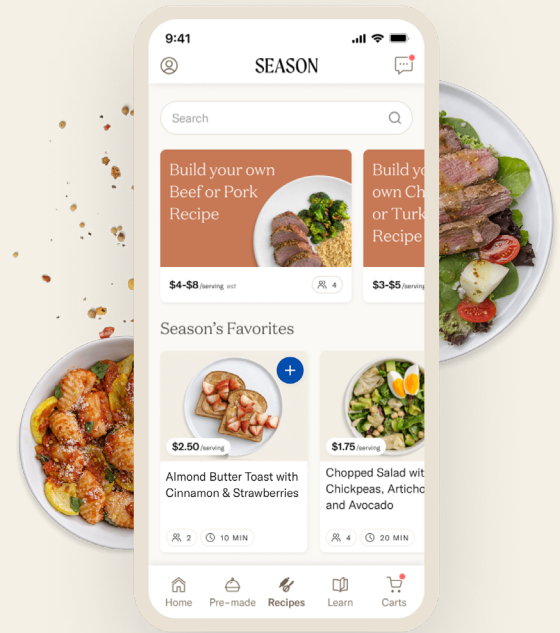 9:41
SEASON
Search
Build your own
Beef or Pork
Recipe
$4-$8 /serving est
4
Build yo
own Ch
or Turk
Recipe
$3-$5 /serving
Season's Favorites
$2.50 /serving
Almond Butter Toast with
Cinnamon & Strawberries
2
10 MIN
$1.75 /serving
Chopped Salad wit
Chickpeas, Articho
and Avocado
4
20 MIN
Home
Pre-made
Recipes
Learn
Carts